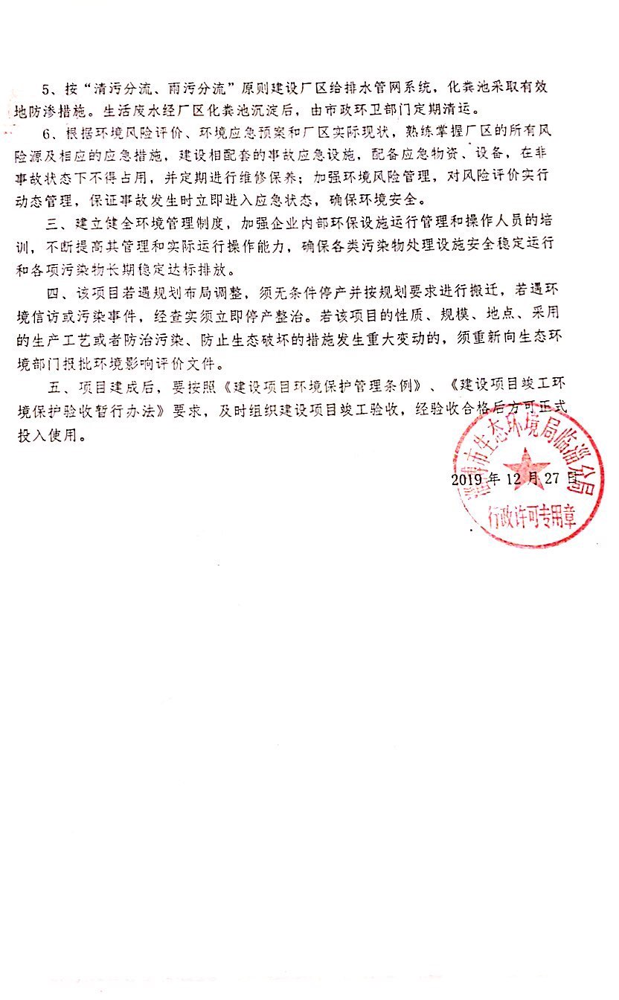 5、按“清污分流、雨污分流”原则建设厂区给排水管网系统，化粪池采取有效
地防渗措施。生活废水经厂区化粪池沉淀后，由市政环卫部门定期清运。
6、根据环境风险评价、环境应急预案和厂区实际现状，熟练掌握厂区的所有风
险源及相应的应急措施，建设相配套的事故应急设施，配备应急物资、设备，在非
事故状态下不得占用，并定期进行维修保养；加强环境风险管理，对风险评价实行
动态管理，保证事故发生时立即进入应急状态，确保环境安全。
三、建立健全环境管理制度，加强企业内部环保设施运行管理和操作人员的培
训，不断提高其管理和实际运行操作能力，确保各类污染物处理设施安全稳定运行
和各项污染物长期稳定达标排放。
四、该项目若遇规划布局调整，须无条件停产并按规划要求进行搬迁，若遇环
境信访或污染事件，经查实须立即停产整治。若该项目的性质、规模、地点、采用
的生产工艺或者防治污染、防止生态破坏的措施发生重大变动的，须重新向生态环
境部门报批环境影响评价文件。
五、项目建成后，要按照《建设项目环境保护管理条例》、《建设项目竣工环
境保护验收暂行办法》要求，及时组织建设项目竣工验收，经验收合格后方可正式
投入使用。
淄博市生态环境局临淄分局
2019 年 12 月 27 日
行政许可专用章